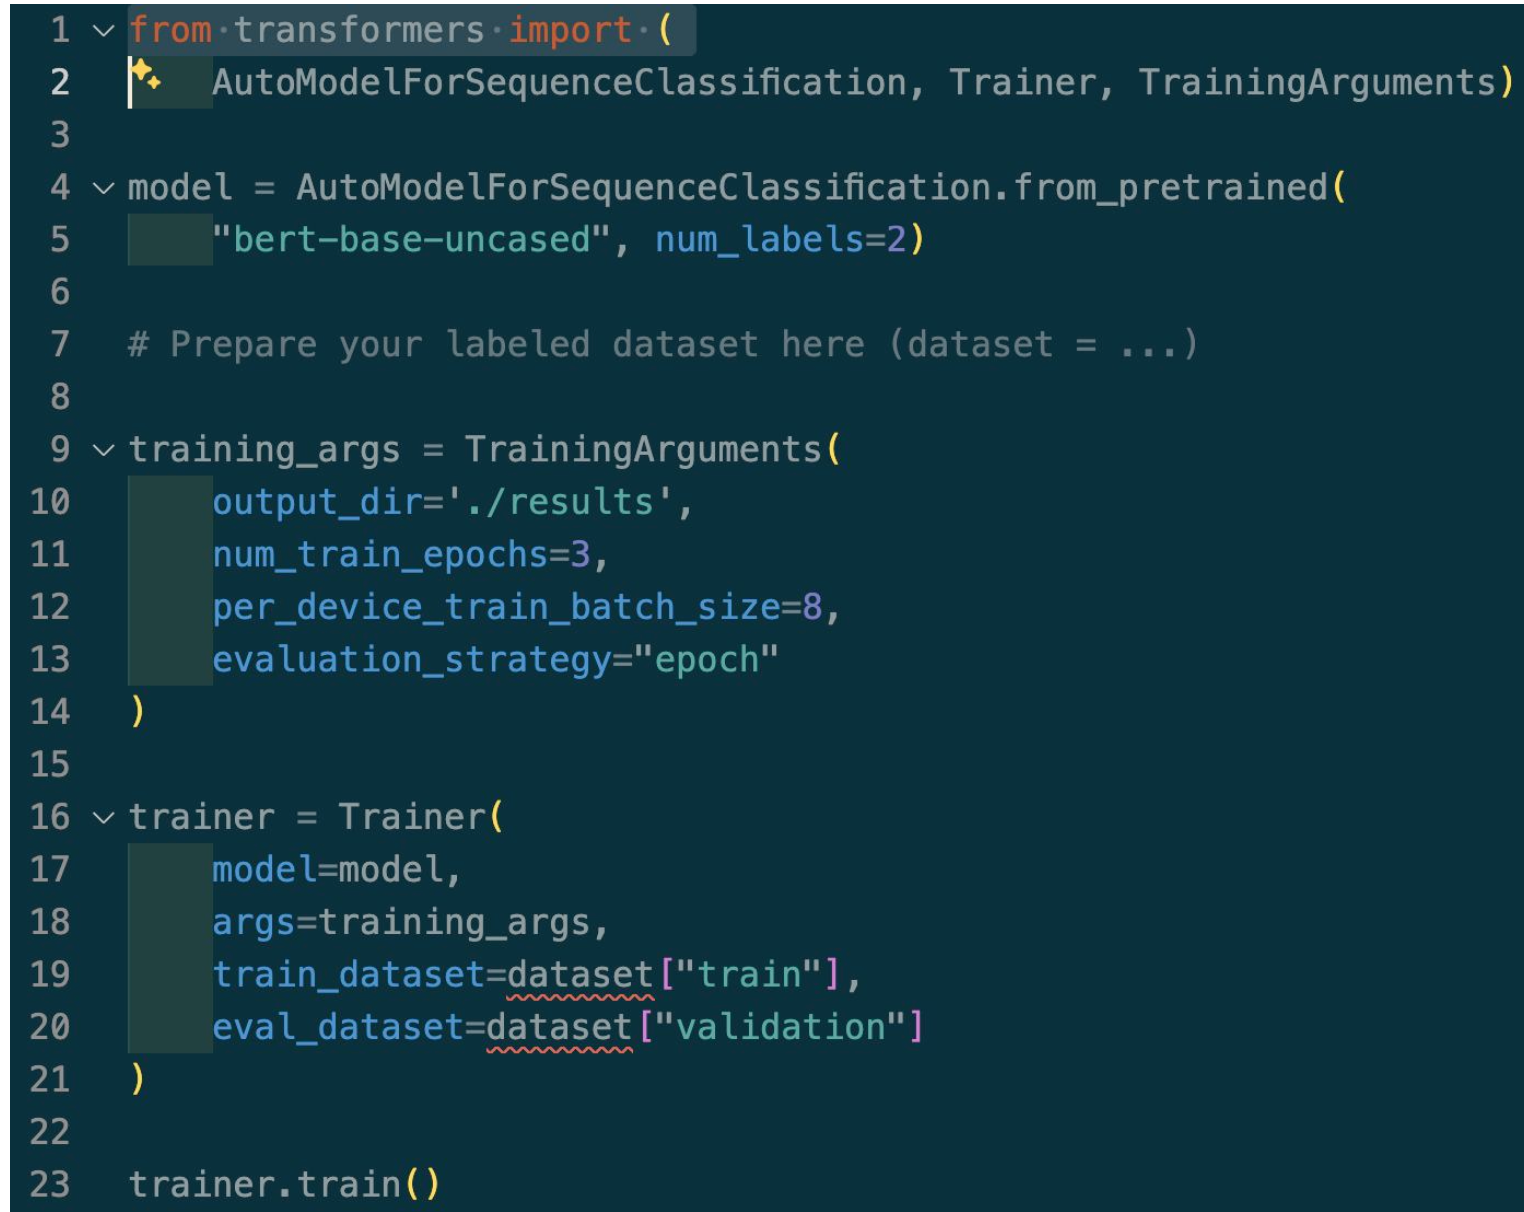 1 from transformers import (
2     AutoModelForSequenceClassification, Trainer, TrainingArguments)
3
4 model = AutoModelForSequenceClassification.from_pretrained(
5     "bert-base-uncased", num_labels=2)
6
7 # Prepare your labeled dataset here (dataset = ...)
8
9 training_args = TrainingArguments(
10     output_dir='./results',
11     num_train_epochs=3,
12     per_device_train_batch_size=8,
13     evaluation_strategy="epoch"
14 )
15
16 trainer = Trainer(
17     model=model,
18     args=training_args,
19     train_dataset=dataset["train"],
20     eval_dataset=dataset["validation"]
21 )
22
23 trainer.train()